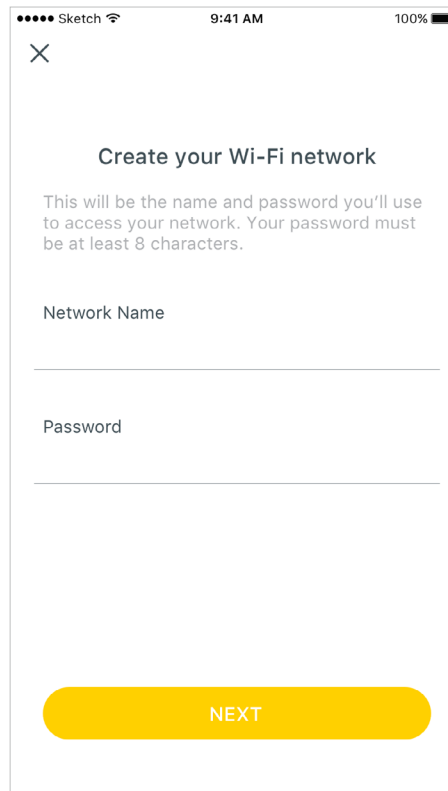 Sketch 9:41 AM 100%
Create your Wi-Fi network
This will be the name and password you'll use
to access your network. Your password must
be at least 8 characters.
Network Name
Password
NEXT